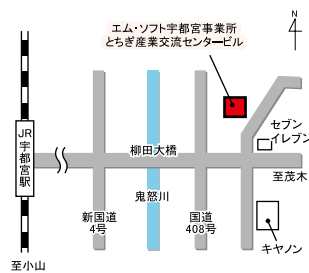 エム・ソフト宇都宮事業所
とちぎ産業交流センタービル
N
セブン
イレブン
JR
宇都宮駅
柳田大橋
至茂木
鬼怒川
新国道
4号
国道
408号
キヤノン
至小山